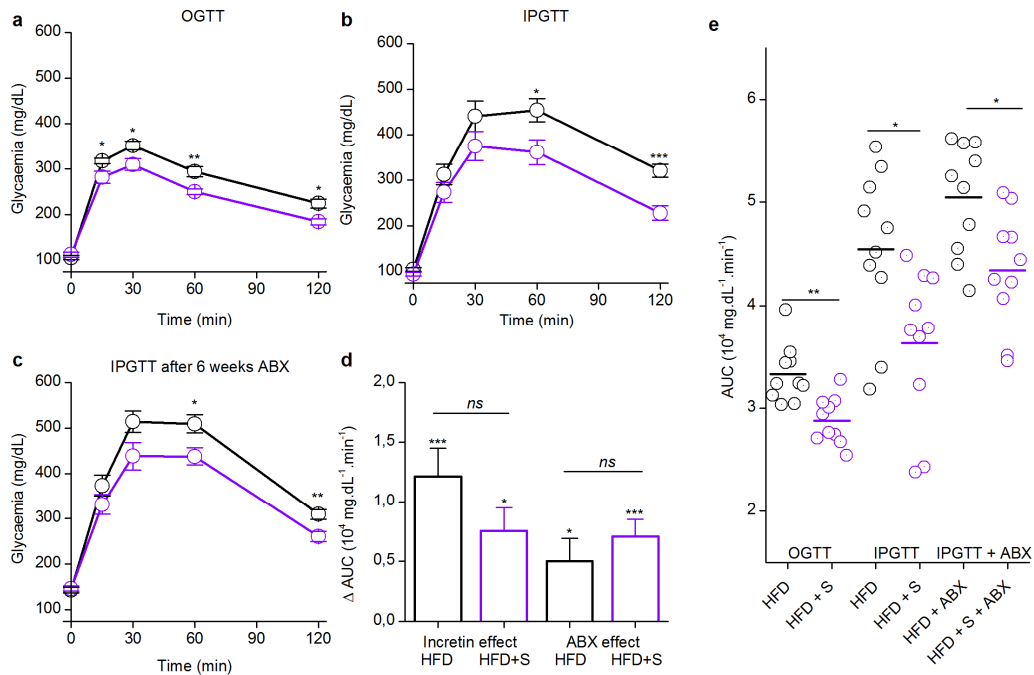 a
OGTT
600
500
400
300
200
100
Glycaemia (mg/dL)
*
*
**
*
0
30
60
90
120
Time (min)
b
IPGTT
600
500
400
300
200
100
Glycaemia (mg/dL)
*
***
0
30
60
90
120
Time (min)
c
IPGTT after 6 weeks ABX
600
500
400
300
200
100
Glycaemia (mg/dL)
*
**
0
30
60
90
120
Time (min)
d
2,0
1,5
1,0
0,5
0,0
Δ AUC (10⁴ mg.dL⁻¹.min⁻¹)
ns
ns
***
*
*
***
Incretin effect ABX effect
HFD HFD+S HFD HFD+S
e
6
5
4
3
2
AUC (10⁴ mg.dL⁻¹.min⁻¹)
**
*
*
OGTT IPGTT IPGTT + ABX
HFD
HFD + S
HFD
HFD + S
HFD + ABX
HFD + S + ABX